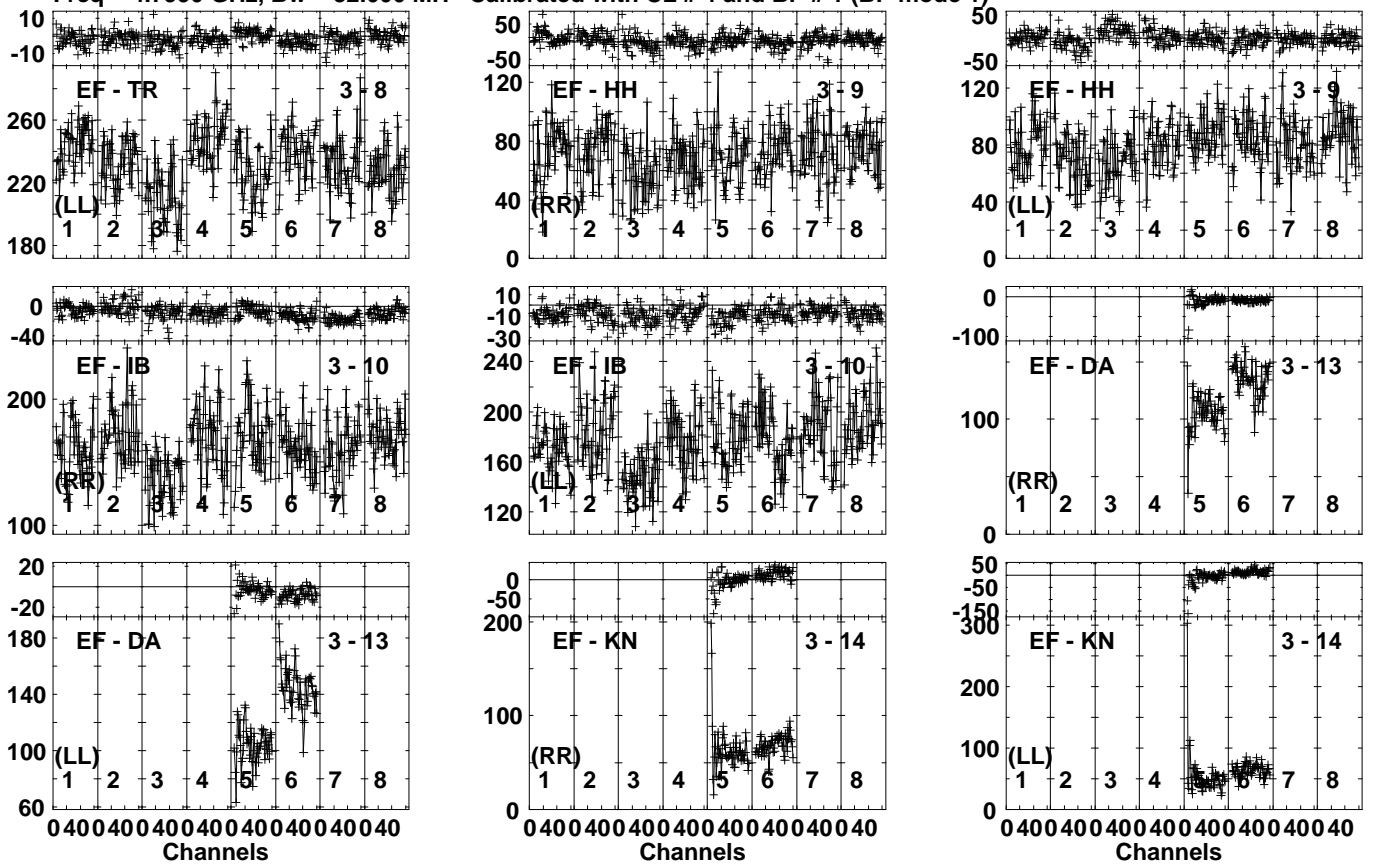 10
-10
EF - TR 3 - 8
260
220
180
(LL)
1 2 3 4 5 6 7 8
50
-50
120
EF - HH 3 - 9
80
40
0
(RR)
1 2 3 4 5 6 7 8
50
-50
120
EF - HH 3 - 9
80
40
0
(LL)
1 2 3 4 5 6 7 8
0
-40
EF - IB 3 - 10
200
100
(RR)
1 2 3 4 5 6 7 8
10
-10
-30
240
EF - IB 3 - 10
200
160
120
(LL)
1 2 3 4 5 6 7 8
0
-100
EF - DA 3 - 13
100
0
(RR)
1 2 3 4 5 6 7 8
20
-20
180
EF - DA 3 - 13
140
100
60
(LL)
1 2 3 4 5 6 7 8
0 40 0 40 0 40 0 40 0 40 0 40 0 40 0 40
Channels
0
-50
200
EF - KN 3 - 14
100
0
(RR)
1 2 3 4 5 6 7 8
0 40 0 40 0 40 0 40 0 40 0 40 0 40 0 40
Channels
50
-50
-150
300
EF - KN 3 - 14
200
100
0
(LL)
1 2 3 4 5 6 7 8
0 40 0 40 0 40 0 40 0 40 0 40 0 40 0 40
Channels